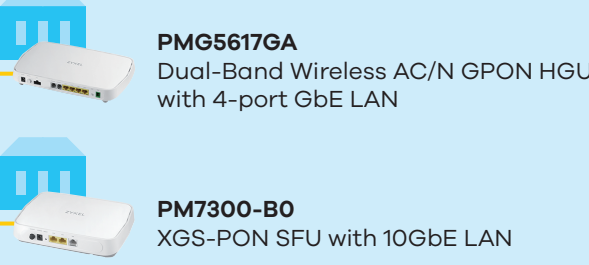 PMG5617GA
Dual-Band Wireless AC/N GPON HGU
with 4-port GbE LAN
ZYXEL
PM7300-B0
XGS-PON SFU with 10GbE LAN